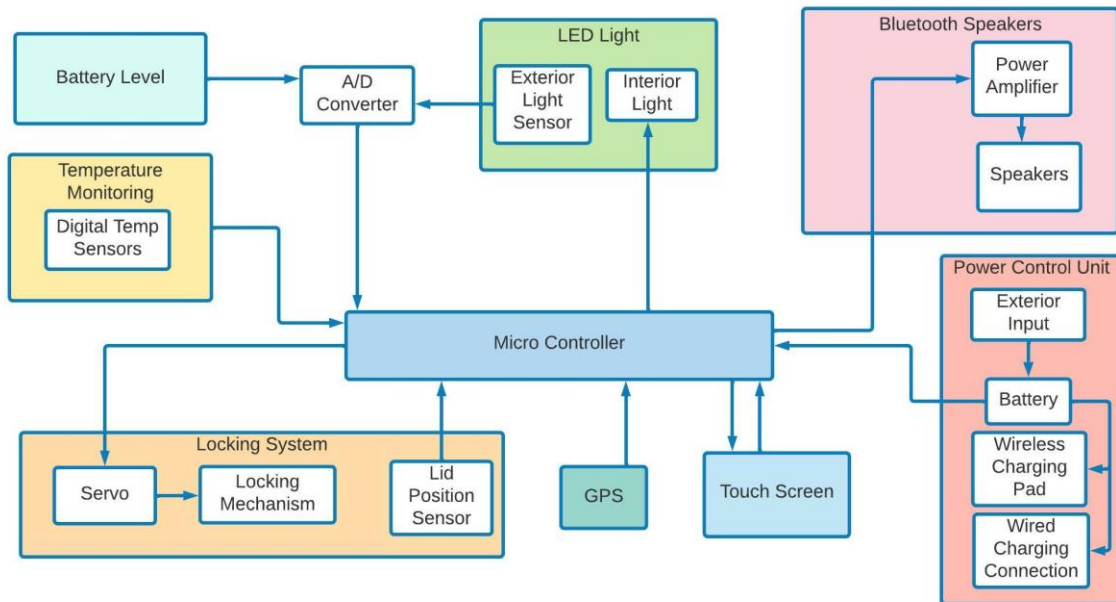 LED Light
Bluetooth Speakers
Battery Level
A/D
Converter
Exterior
Light
Sensor
Interior
Light
Power
Amplifier
Speakers
Temperature
Monitoring
Digital Temp
Sensors
Power Control Unit
Exterior
Input
Micro Controller
Battery
Locking System
Servo
Locking
Mechanism
Lid
Position
Sensor
GPS
Touch Screen
Wireless
Charging
Pad
Wired
Charging
Connection